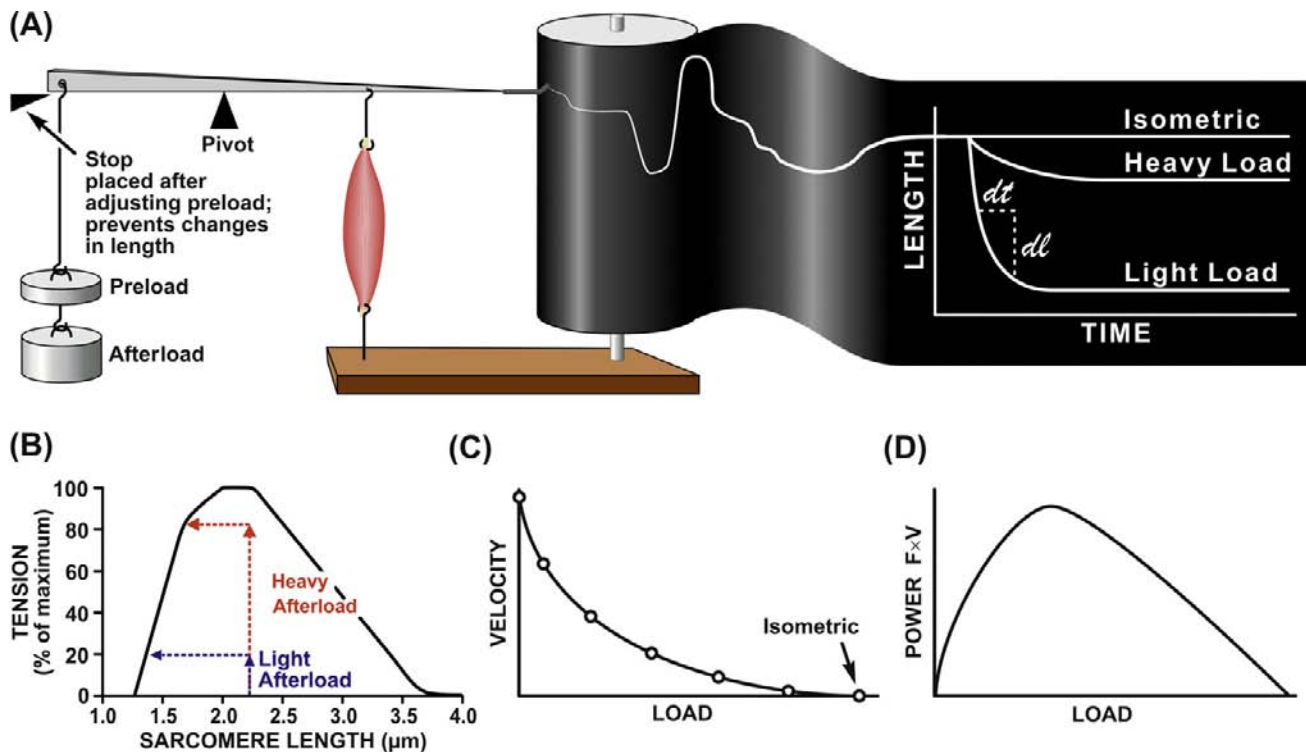 (A)
Pivot
Stop
placed after
adjusting preload;
prevents changes
in length
Preload
Afterload
LENGTH
Isometric
Heavy Load
dt
dl
Light Load
TIME
(B)
TENSION
(% of maximum)
100
80
60
40
20
0
Heavy
Afterload
Light
Afterload
1.0 1.5 2.0 2.5 3.0 3.5 4.0
SARCOMERE LENGTH (µm)
(C)
VELOCITY
Isometric
LOAD
(D)
POWER F×V
LOAD